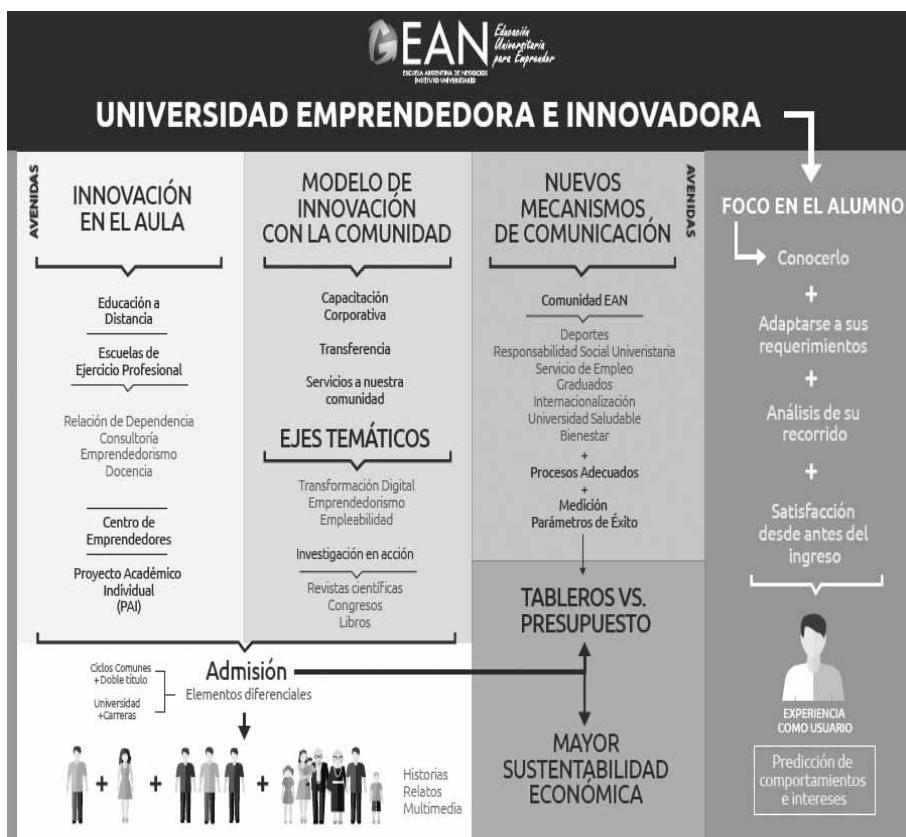 EAN
Educación
Universitaria
para Emprender
ESCUELA ARGENTINA DE NEGOCIOS
INSTITUTO UNIVERSITARIO
UNIVERSIDAD EMPRENDEDORA E INNOVADORA
AVENIDAS
INNOVACIÓN
EN EL AULA
Educación a
Distancia
Escuelas de
Ejercicio Profesional
Relación de Dependencia
Consultoría
Emprendedorismo
Docencia
Centro de
Emprendedores
Proyecto Académico
Individual
(PAI)
MODELO DE
INNOVACIÓN
CON LA COMUNIDAD
Capacitación
Corporativa
Transferencia
Servicios a nuestra
comunidad
EJES TEMÁTICOS
Transformación Digital
Emprendedorismo
Empleabilidad
Investigación en acción
Revistas científicas
Congresos
Libros
NUEVOS
MECANISMOS
DE COMUNICACIÓN
AVENIDAS
Comunidad EAN
Deportes
Responsabilidad Social Univeristaria
Servicio de Empleo
Graduados
Internacionalización
Universidad Saludable
Bienestar
+
Procesos Adecuados
+
Medición
Parámetros de Éxito
TABLEROS VS.
PRESUPUESTO
MAYOR
SUSTENTABILIDAD
ECONÓMICA
FOCO EN EL ALUMNO
Conocerlo
+
Adaptarse a sus
requerimientos
+
Análisis de su
recorrido
+
Satisfacción
desde antes del
ingreso
EXPERIENCIA
COMO USUARIO
Predicción de
comportamientos
e intereses
Ciclos Comunes
+Doble título
Universidad
+Carreras
Admisión
Elementos diferenciales
+ + +
Historias
Relatos
Multimedia